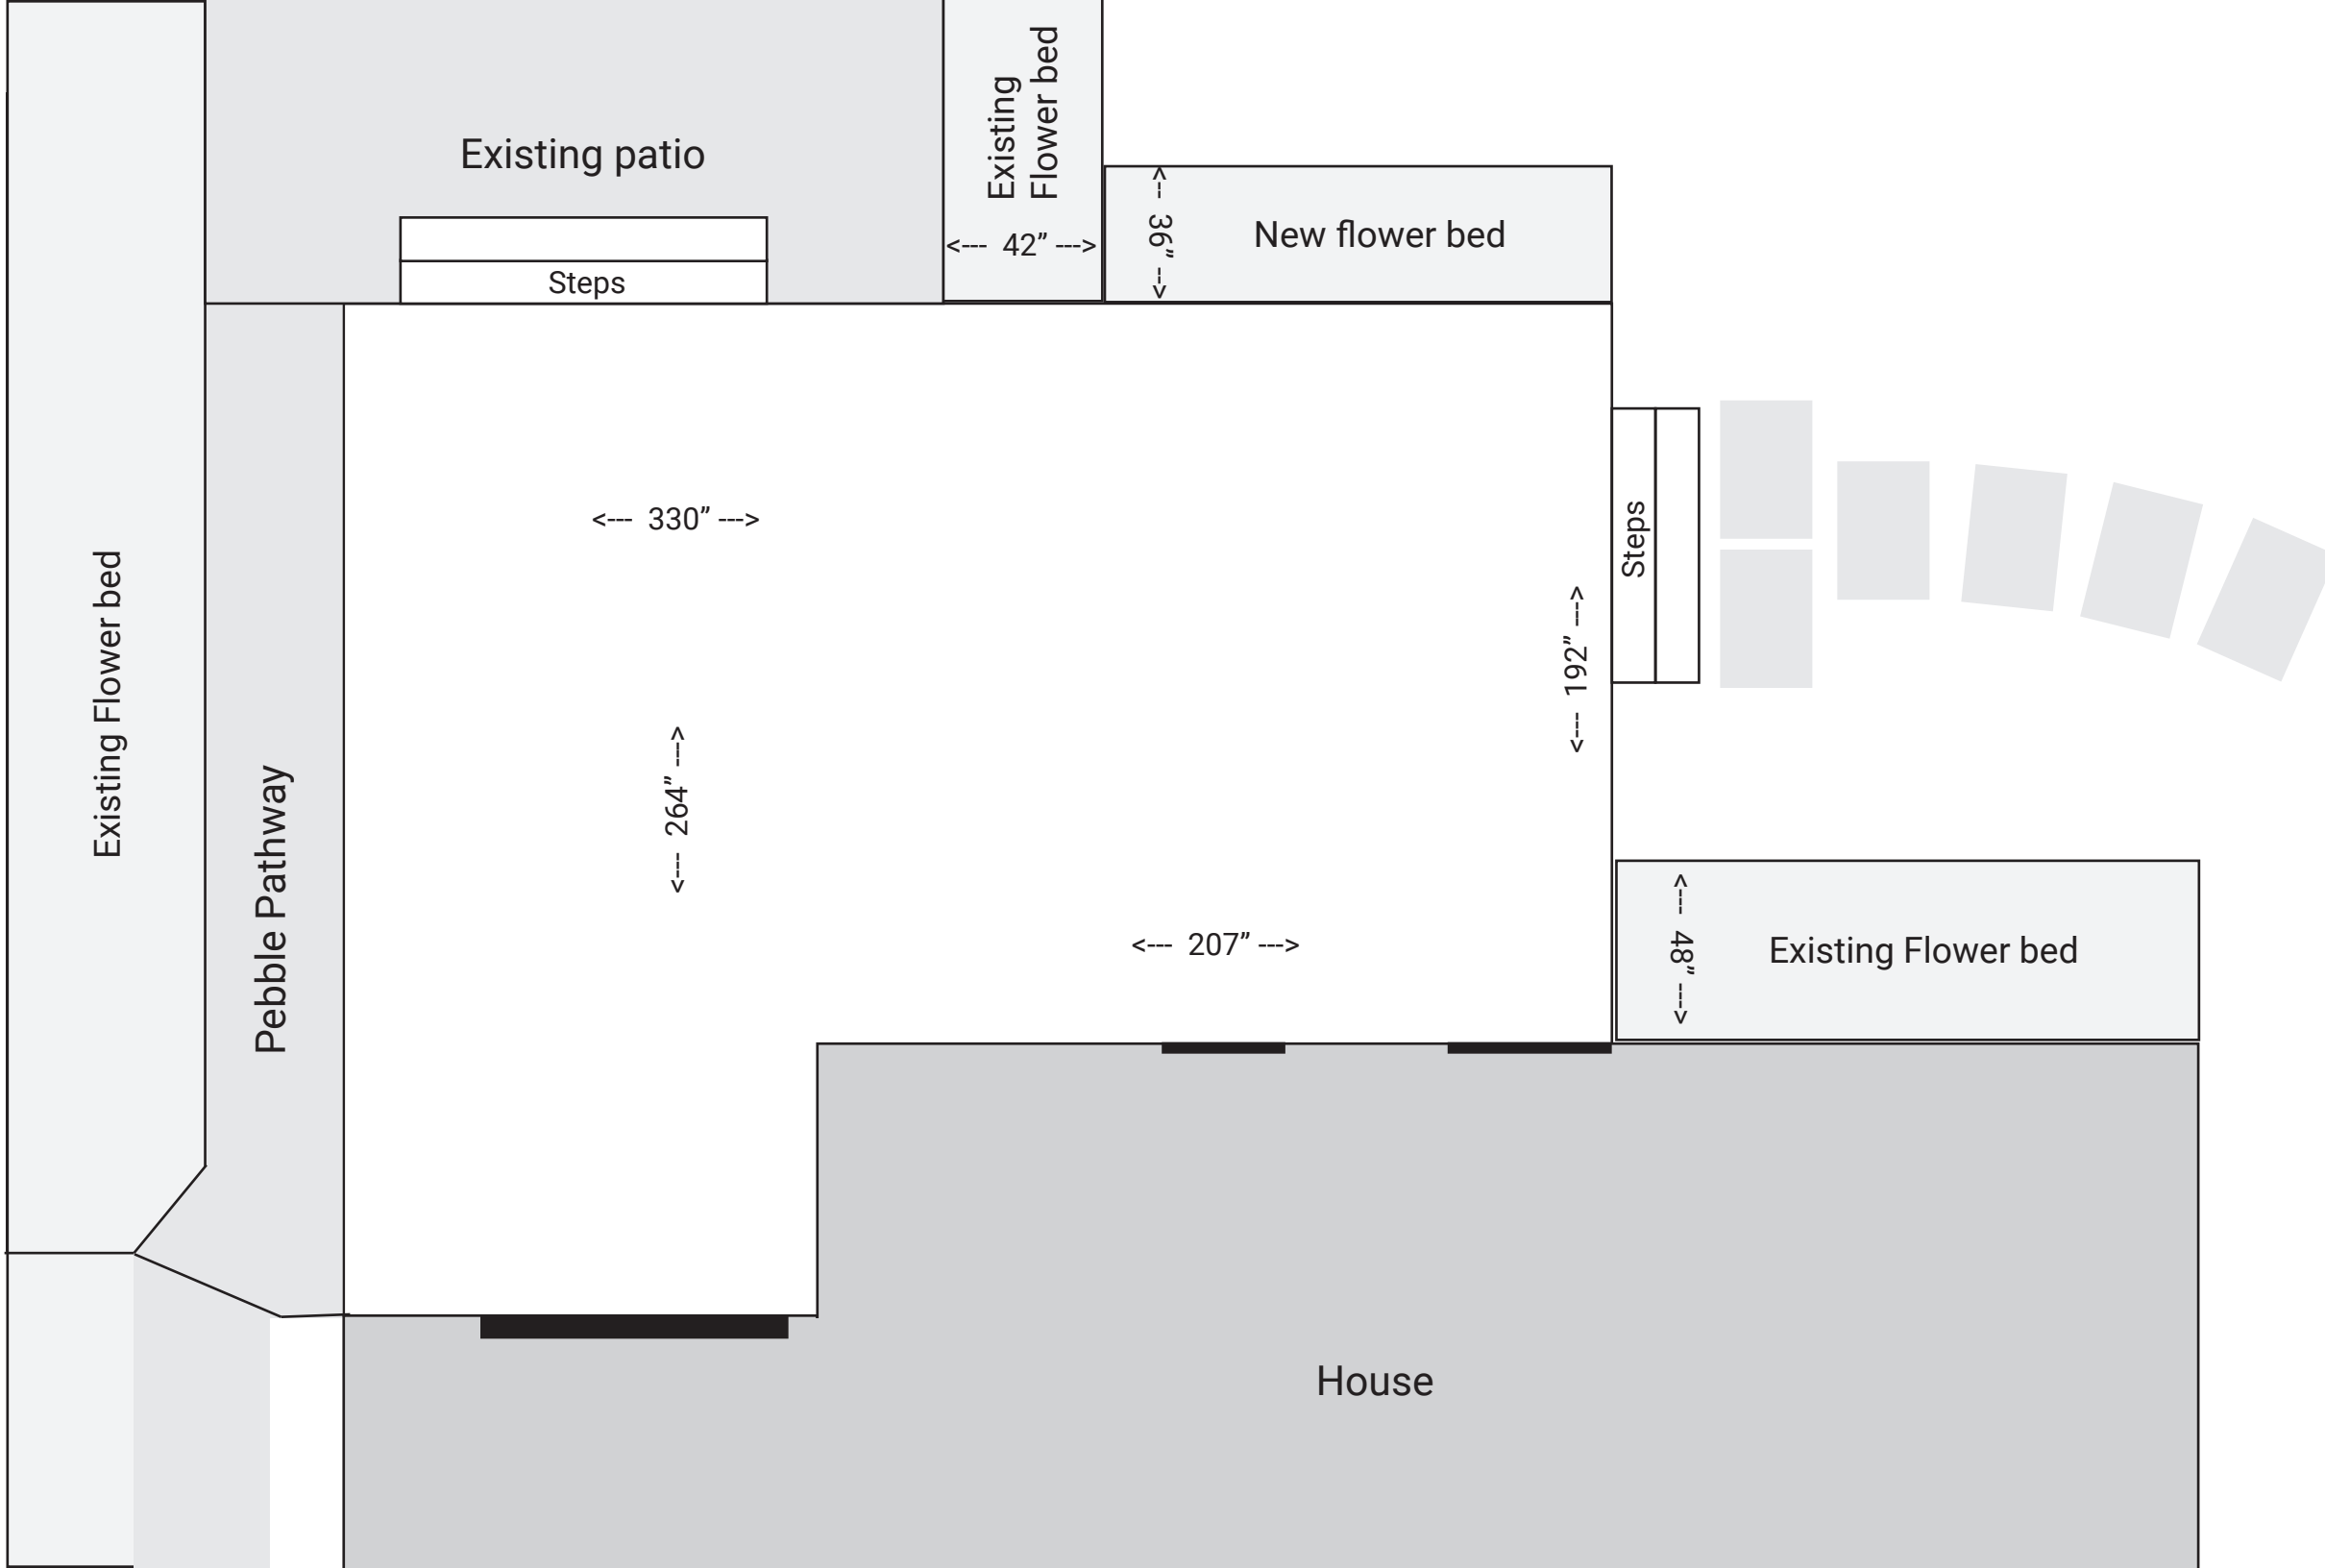 Existing
Flower bed
Existing patio
<--- 42” --->
<--- 36” --->
New flower bed
Steps
<--- 330” --->
Steps
<--- 192” --->
Existing Flower bed
<--- 264” --->
Pebble Pathway
<--- 207” --->
<--- 48” --->
Existing Flower bed
House